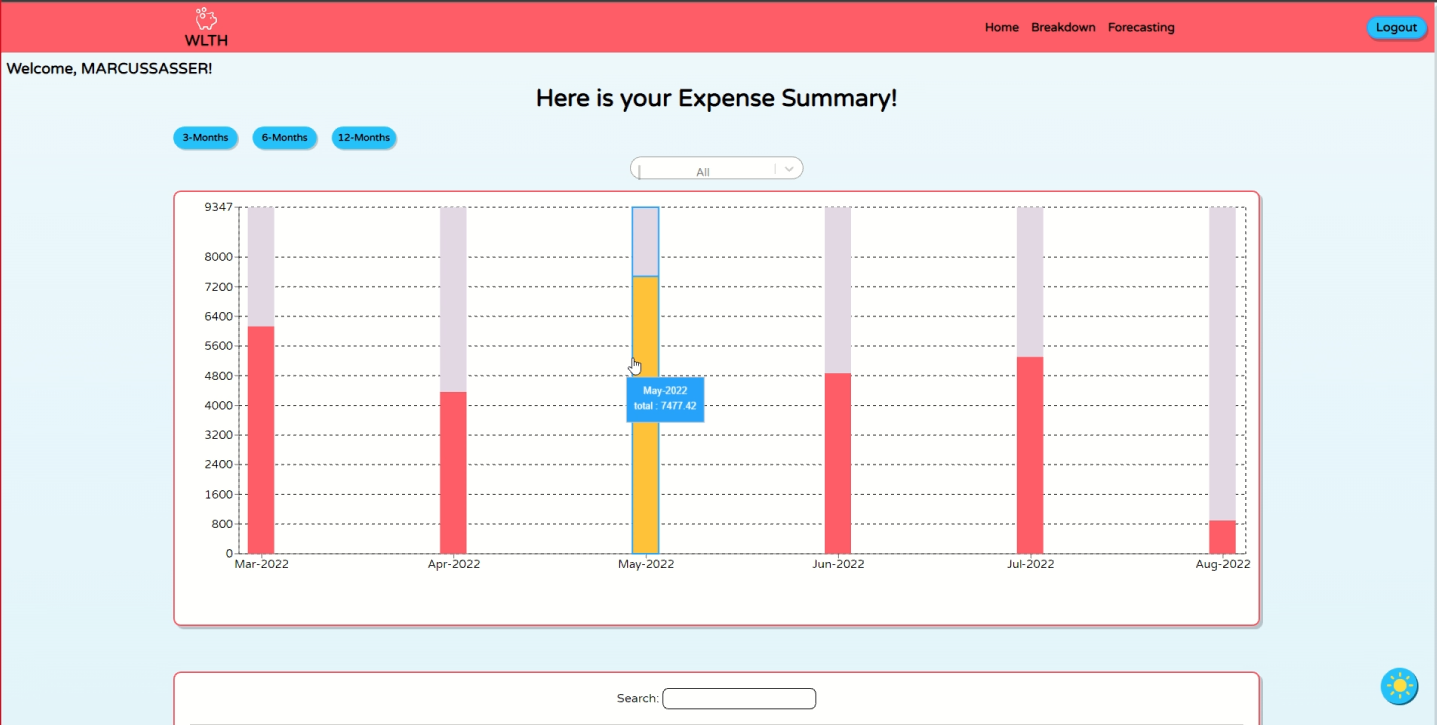 WLTH
Home Breakdown Forecasting
Logout
Welcome, MARCUSSASSER!
Here is your Expense Summary!
3-Months 6-Months 12-Months
All
9347
8000
7200
6400
5600
4800
4000
3200
2400
1600
800
0
May-2022
total : 7477.42
Mar-2022 Apr-2022 May-2022 Jun-2022 Jul-2022 Aug-2022
Search: